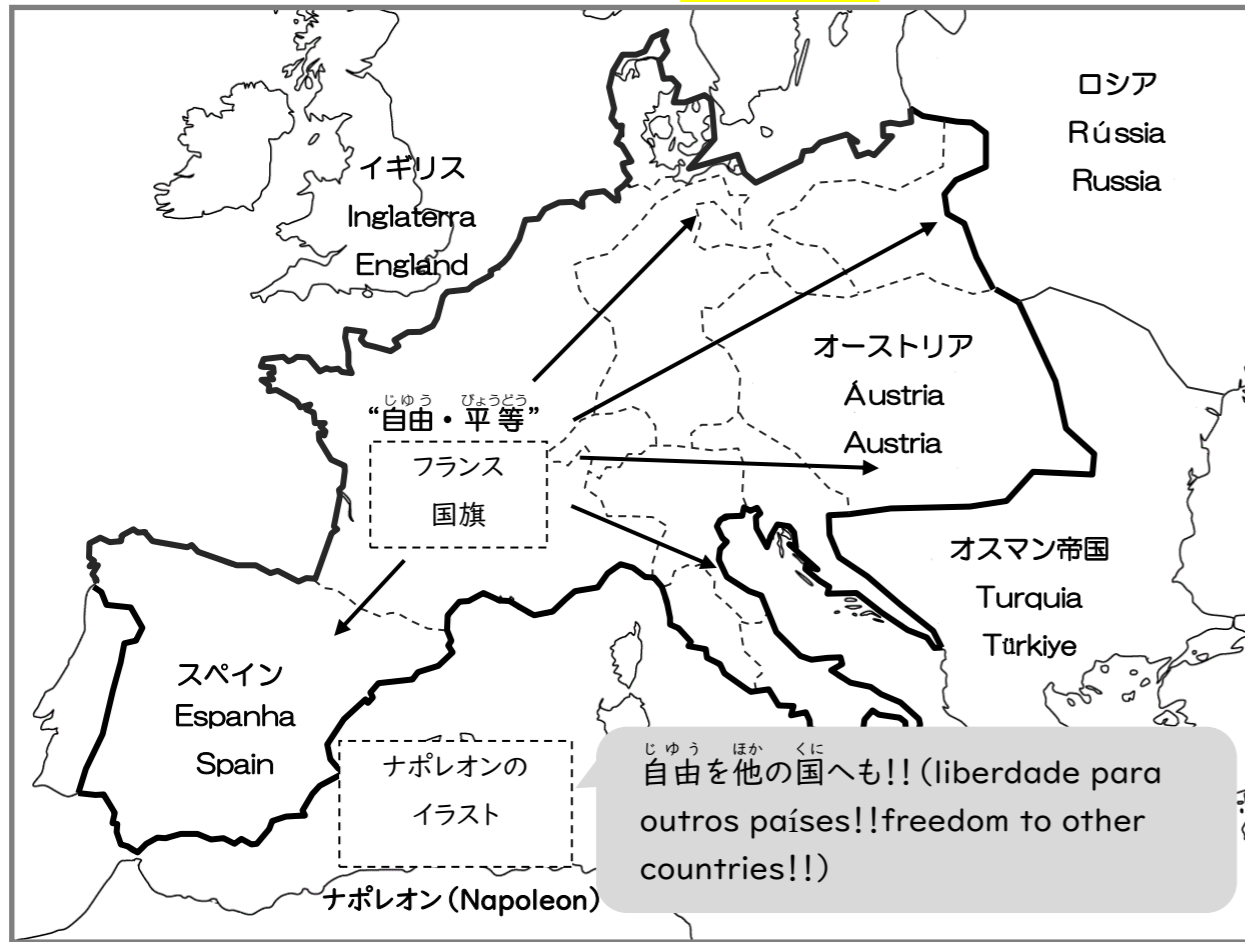 ロシア
Rússia
Russia
イギリス
Inglaterra
England
オーストリア
Áustria
Austria
じゆう びょうどう
“自由・平等”
フランス
国旗
オスマン帝国
Turquia
Türkiye
スペイン
Espanha
Spain
ナポレオンの
イラスト
ナポレオン(Napoleon)
じゆう ほか くに
自由を他の国へも!!(liberdade para
outros países!!freedom to other
countries!!)